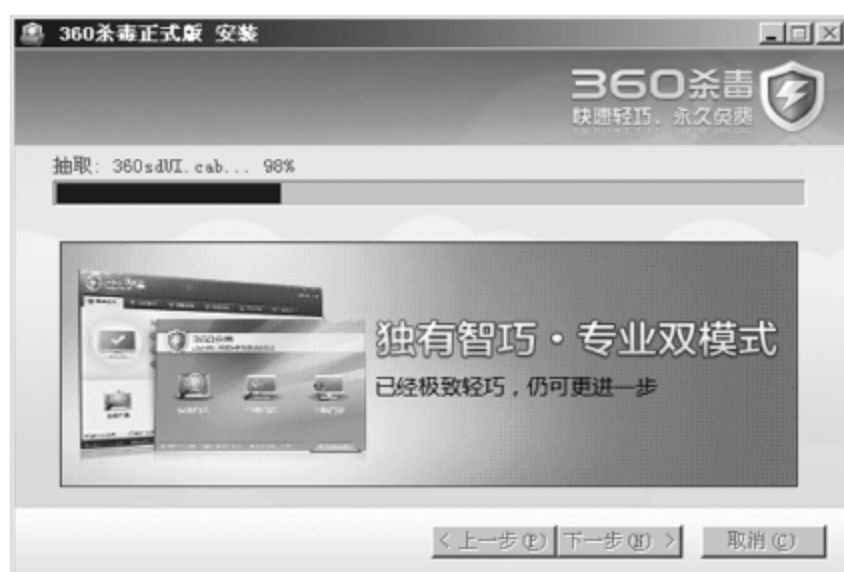 360杀毒正式版 安装
360杀毒
快速轻巧．永久免费
抽取: 360sdUI.cab... 98%
独有智巧·专业双模式
已经极致轻巧，仍可更进一步
< 上一步(P)
下一步(N) >
取消(C)